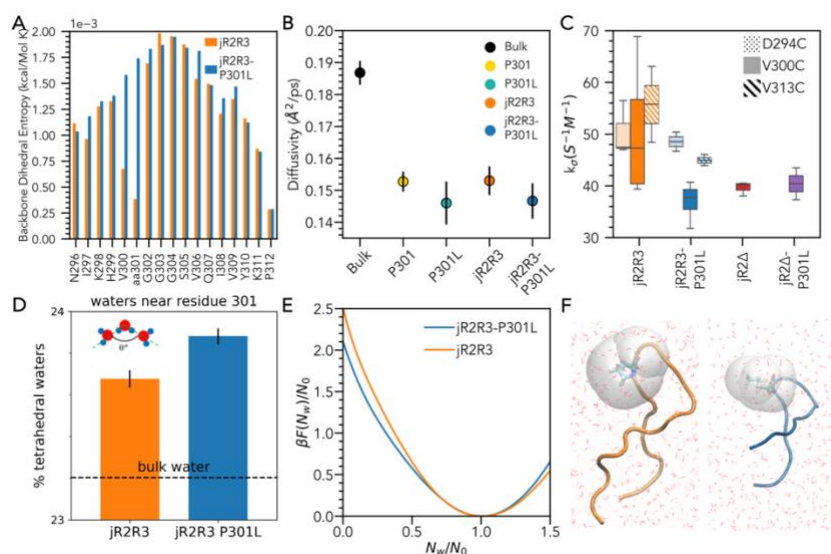 A
1e−3
Backbone Dihedral Entropy (kcal/Mol K)
2.00
1.75
1.50
1.25
1.00
0.75
0.50
0.25
0.00
jR2R3
jR2R3-
P301L
N296
I297
K298
H299
V300
aa301
G302
G303
G304
S305
V306
Q307
I308
V309
Y310
K311
P312
B
Diffusivity (Å²/ps)
0.19
0.18
0.17
0.16
0.15
0.14
Bulk
P301
P301L
jR2R3
jR2R3-
P301L
Bulk
P301
P301L
jR2R3
jR2R3-
P301L
C
kσ(S⁻¹M⁻¹)
70
60
50
40
30
D294C
V300C
V313C
jR2R3
jR2R3-
P301L
jR2Δ
jR2Δ-
P301L
D
waters near residue 301
% tetrahedral waters
24
23
θ°
bulk water
jR2R3
jR2R3 P301L
E
βF(Nw)/N0
2.5
2.0
1.5
1.0
0.5
0.0
jR2R3-P301L
jR2R3
0.0
0.5
1.0
1.5
Nw/N0
F